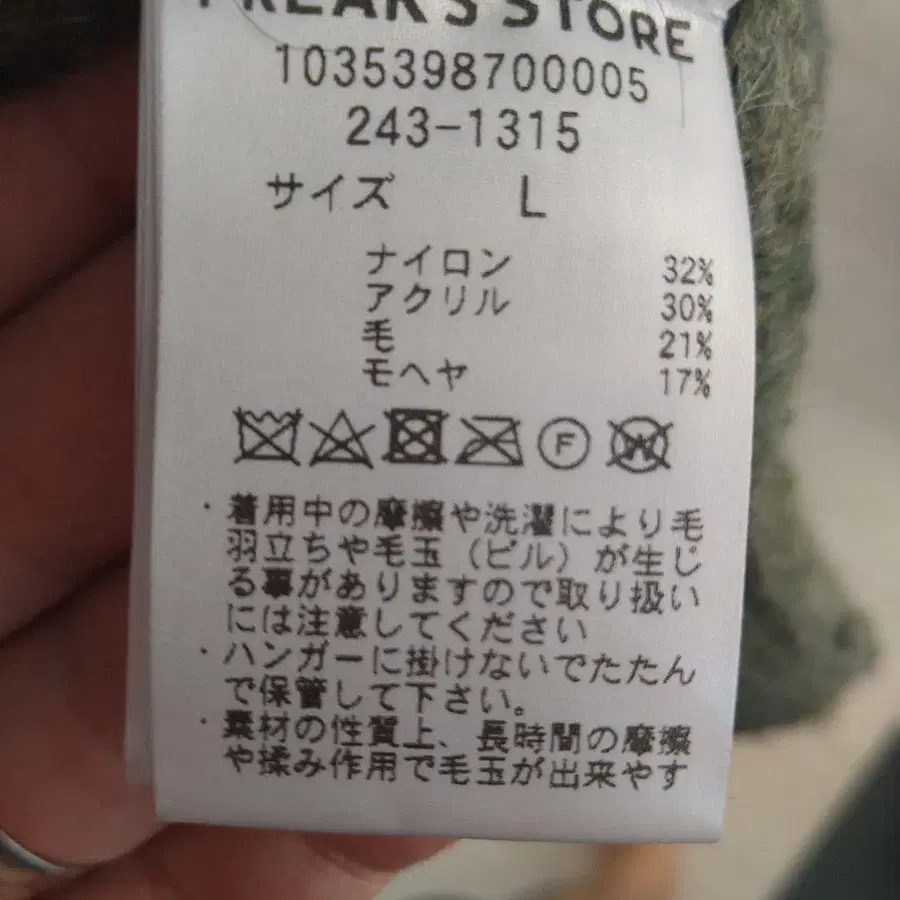 FREAK'S STORE
1035398700005
243-1315
サイズ L
ナイロン 32%
アクリル 30%
毛 21%
モヘヤ 17%
F
W
・着用中の摩擦や洗濯により毛
羽立ちや毛玉（ピル）が生じ
る事がありますので取り扱い
には注意してください
・ハンガーに掛けないでたたん
で保管して下さい。
・素材の性質上、長時間の摩擦
や揉み作用で毛玉が出来やす